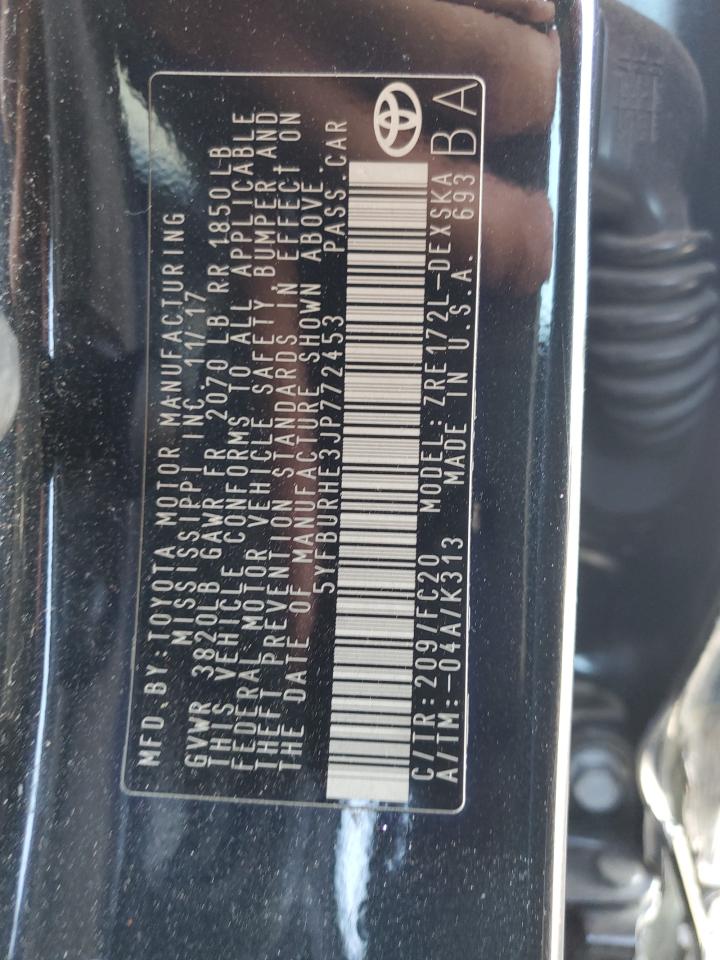 MFD.BY:TOYOTA MOTOR MANUFACTURING
MISSISSIPPI INC. 11/17
GVWR 3820LB GAWR FR 2070 LB RR 1850 LB
THIS VEHICLE CONFORMS TO ALL APPLICABLE
FEDERAL MOTOR VEHICLE SAFETY, BUMPER AND
THEFT PREVENTION STANDARDS IN EFFECT ON
THE DATE OF MANUFACTURE SHOWN ABOVE.
5YFBURHE3JP772453 PASS.CAR
C/TR:209/FC20 MODEL:ZRE172L-DEXSKA
A/TM:-04A/K313 MADE IN U.S.A. 693
BA